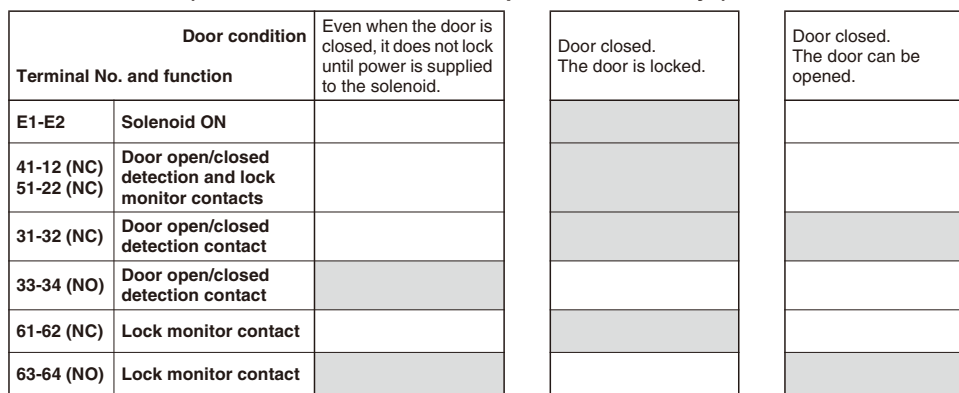 Door condition
Terminal No. and function
Even when the door is
closed, it does not lock
until power is supplied
to the solenoid.
Door closed.
The door is locked.
Door closed.
The door can be
opened.
E1-E2 Solenoid ON
41-12 (NC)
51-22 (NC)
Door open/closed
detection and lock
monitor contacts
31-32 (NC)
Door open/closed
detection contact
33-34 (NO)
Door open/closed
detection contact
61-62 (NC) Lock monitor contact
63-64 (NO) Lock monitor contact